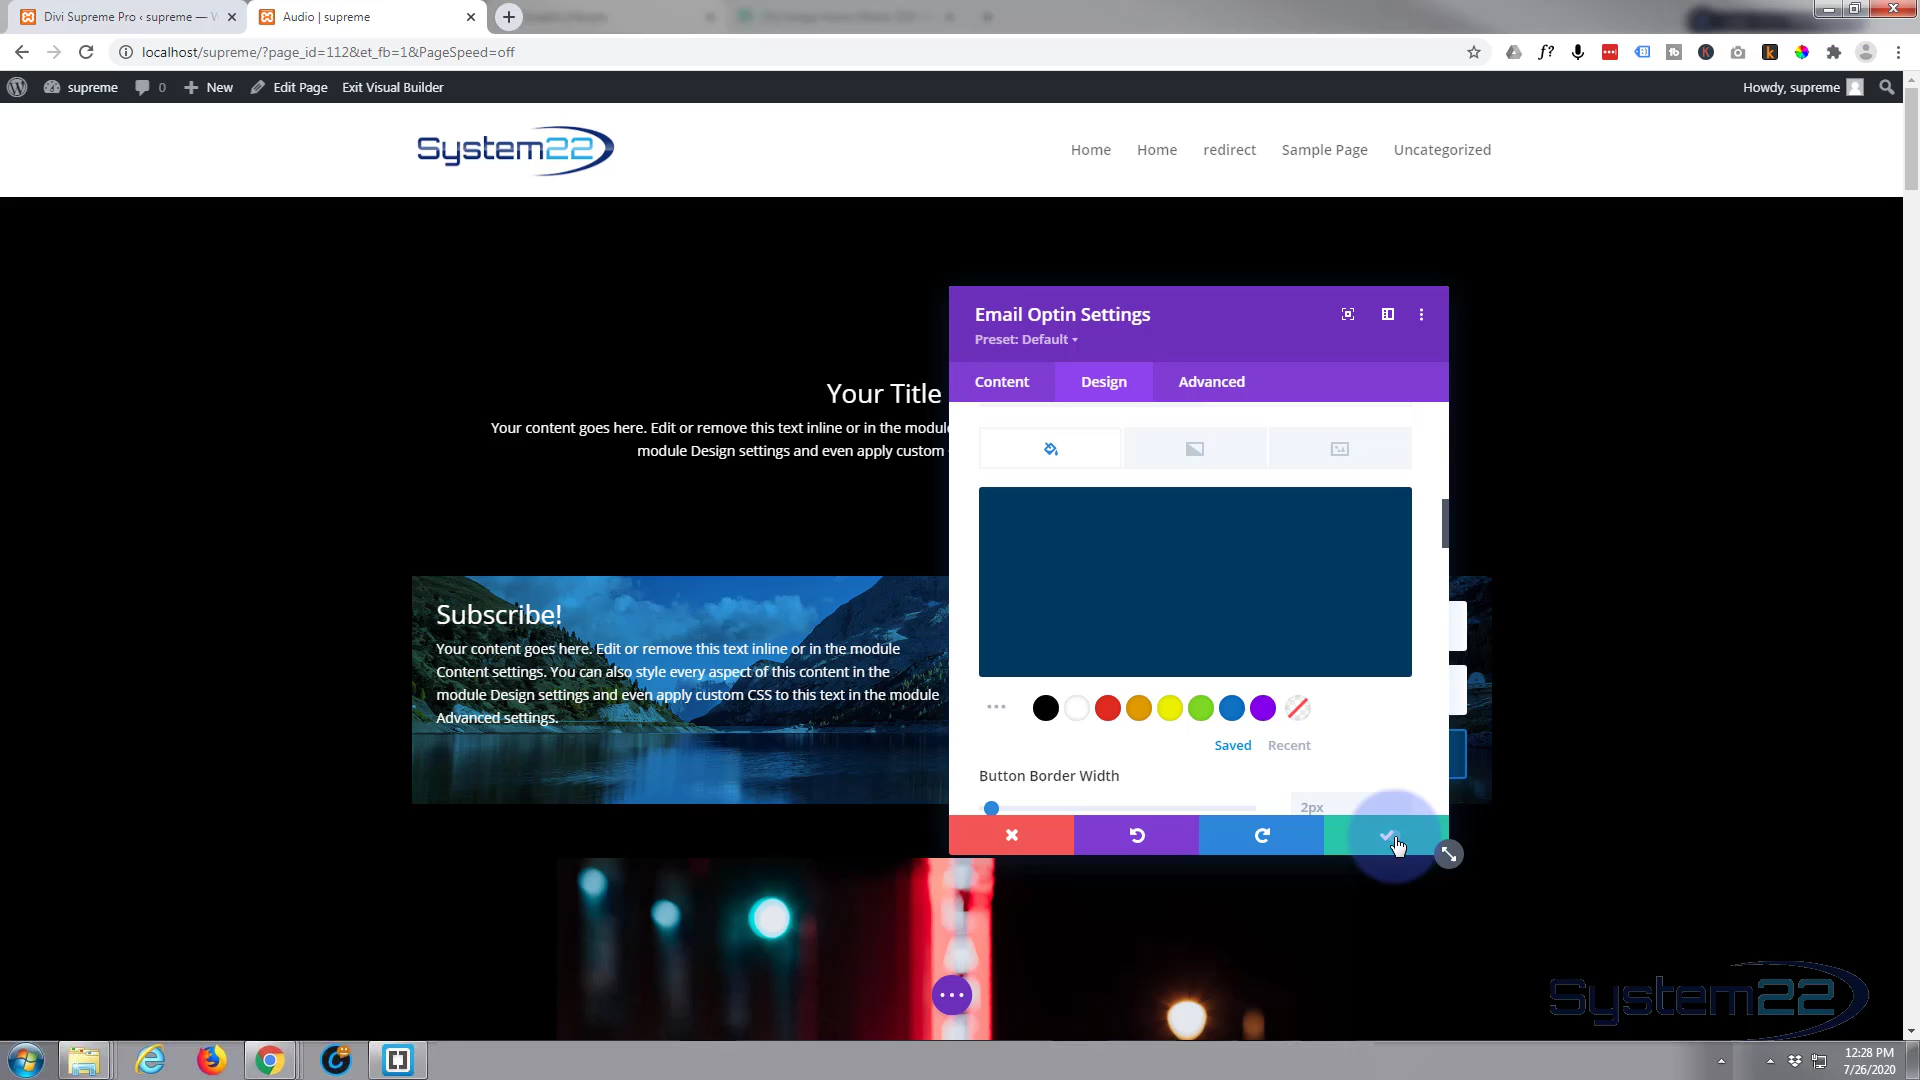 Divi Supreme Pro ‹ supreme — W
Audio | supreme
localhost/supreme/?page_id=112&et_fb=1&PageSpeed=off
supreme
0
New
Edit Page
Exit Visual Builder
Howdy, supreme
System22
Home
Home
redirect
Sample Page
Uncategorized
Email Optin Settings
Preset: Default
Content
Design
Advanced
Your Title
Your content goes here. Edit or remove this text inline or in the module
module Design settings and even apply custom
Subscribe!
Your content goes here. Edit or remove this text inline or in the module
Content settings. You can also style every aspect of this content in the
module Design settings and even apply custom CSS to this text in the module
Advanced settings.
Saved
Recent
Button Border Width
2px
System22
12:28 PM
7/26/2020